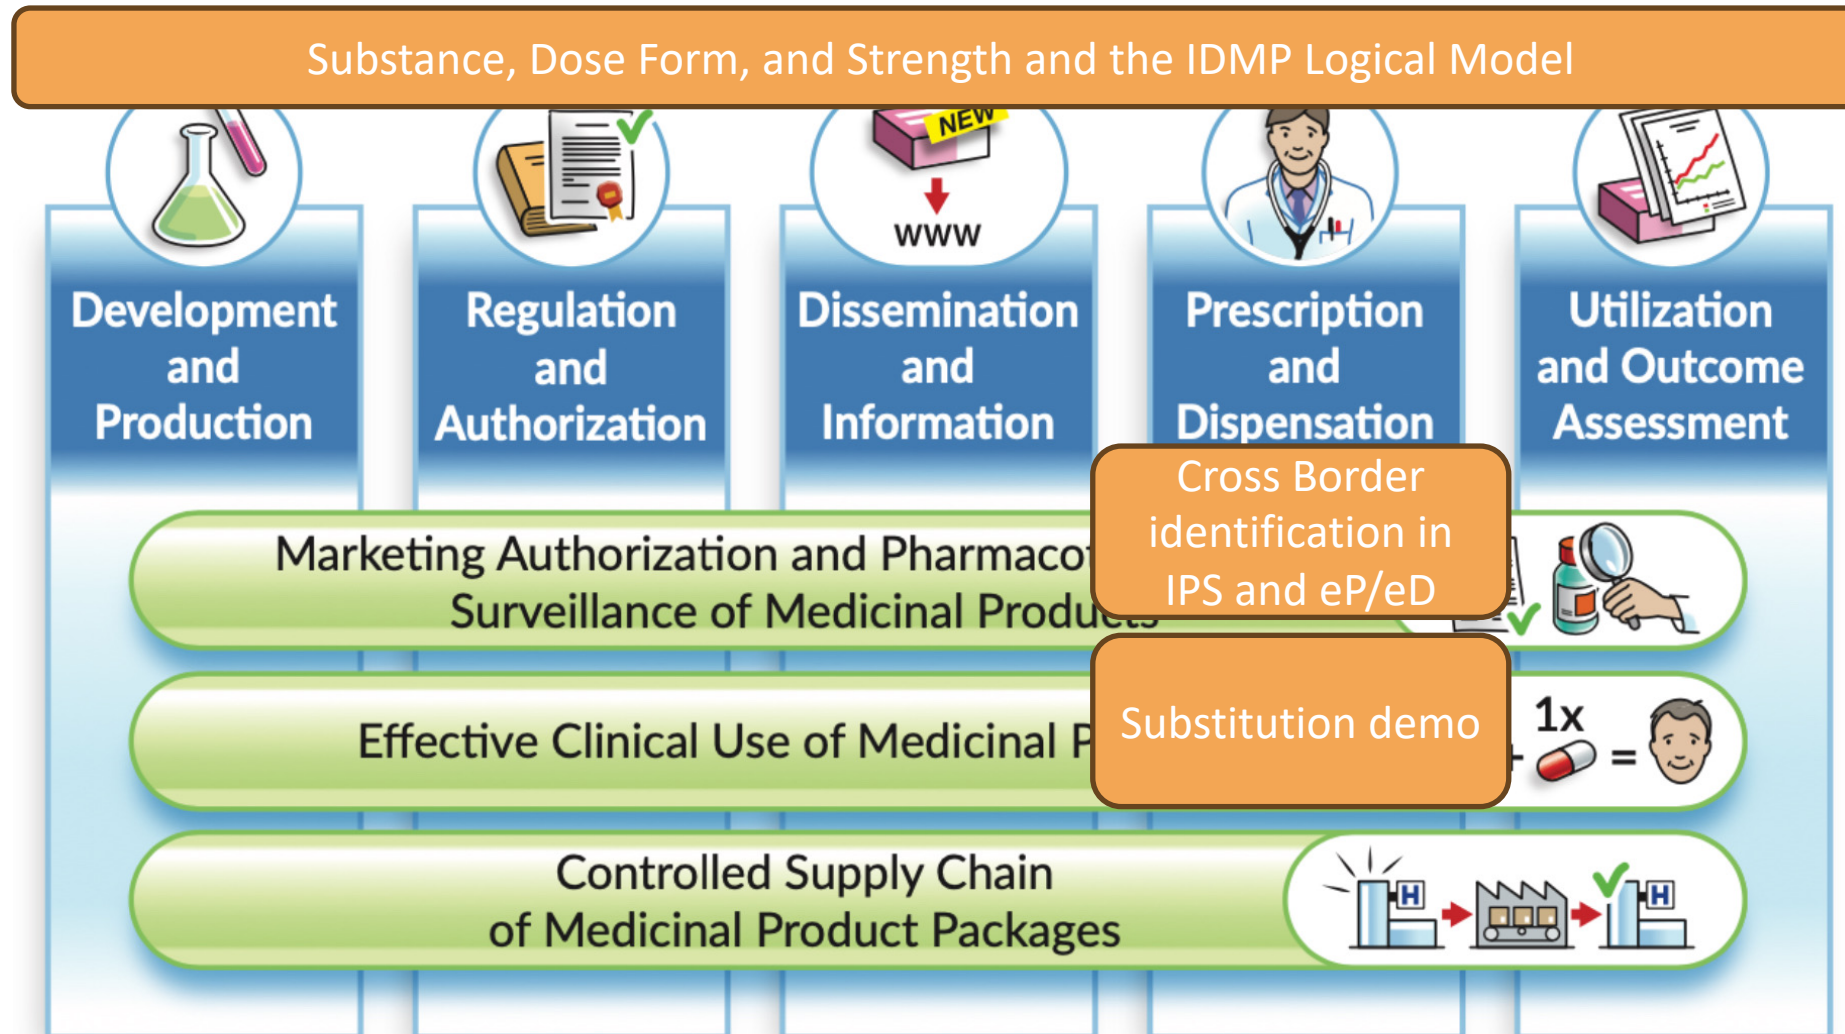 Substance, Dose Form, and Strength and the IDMP Logical Model
NEW
www
Development
and
Production
Regulation
and
Authorization
Dissemination
and
Information
Prescription
and
Dispensation
Utilization
and Outcome
Assessment
Marketing Authorization and Pharmaco
Surveillance of Medicinal Products
Cross Border
identification in
IPS and eP/eD
Effective Clinical Use of Medicinal P
Substitution demo
1x
=
Controlled Supply Chain
of Medicinal Product Packages
H
H